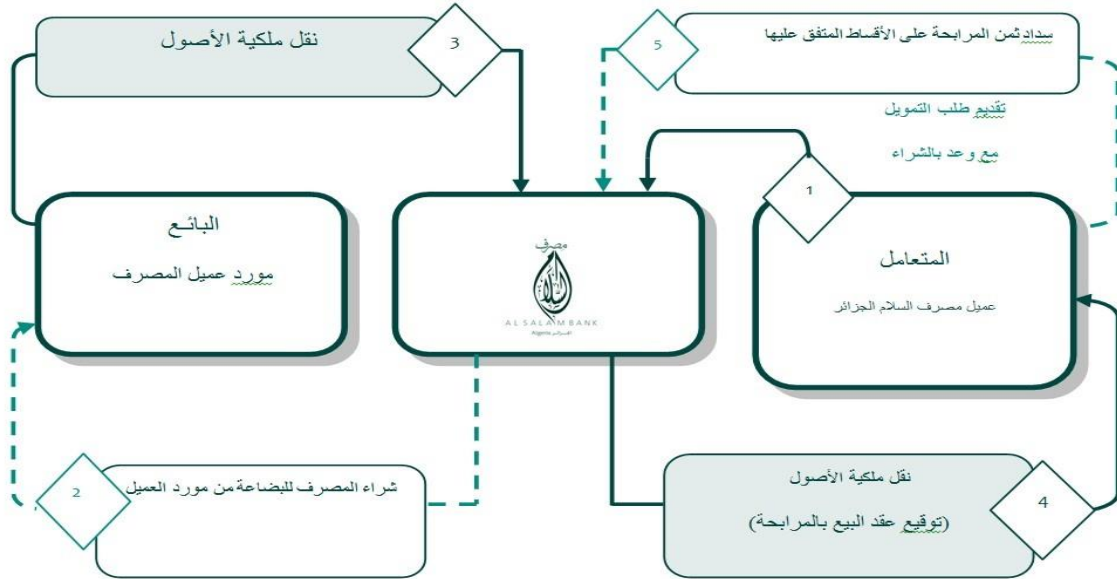 نقل ملكية الأصول
3
5
سداد ثمن المرابحة على الأقساط المتفق عليها
تقديم طلب التمويل
مع وعد بالشراء
1
البائـع
مورد عميل المصرف
مصرف
السلام
AL SALAM BANK
Algeria الجزائر
المتعامل
عميل مصرف السلام الجزائر
2
شراء المصرف للبضاعة من مورد العميل
نقل ملكية الأصول
(توقيع عقد البيع بالمرابحة)
4